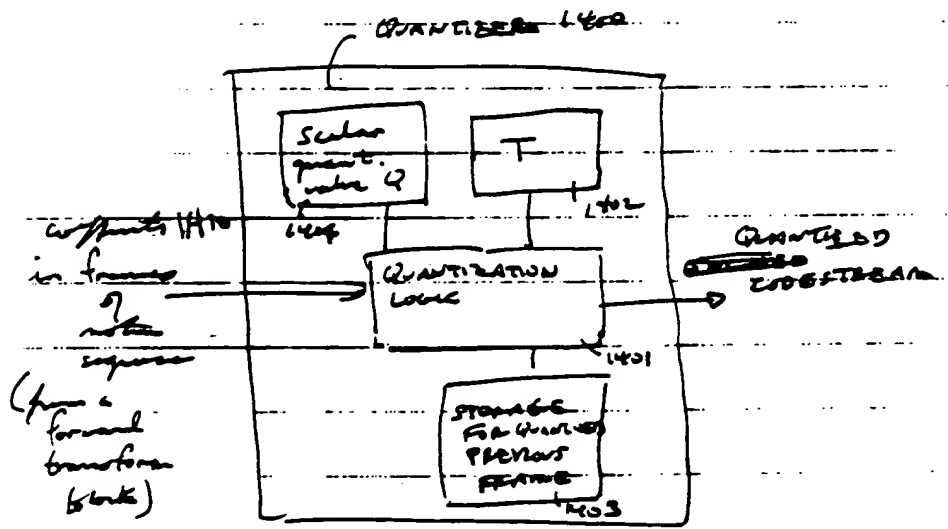 QUANTIZER 1400
Scalar
quant.
value Q
T
1404
1402
coefficients
in frames
of
motion
sequence
(from a
forward
transform
block)
QUANTIZATION
LOGIC
1401
QUANTIZED
CODESTREAM
STORAGE
FOR QUANTIZED
PREVIOUS
FRAME
1403